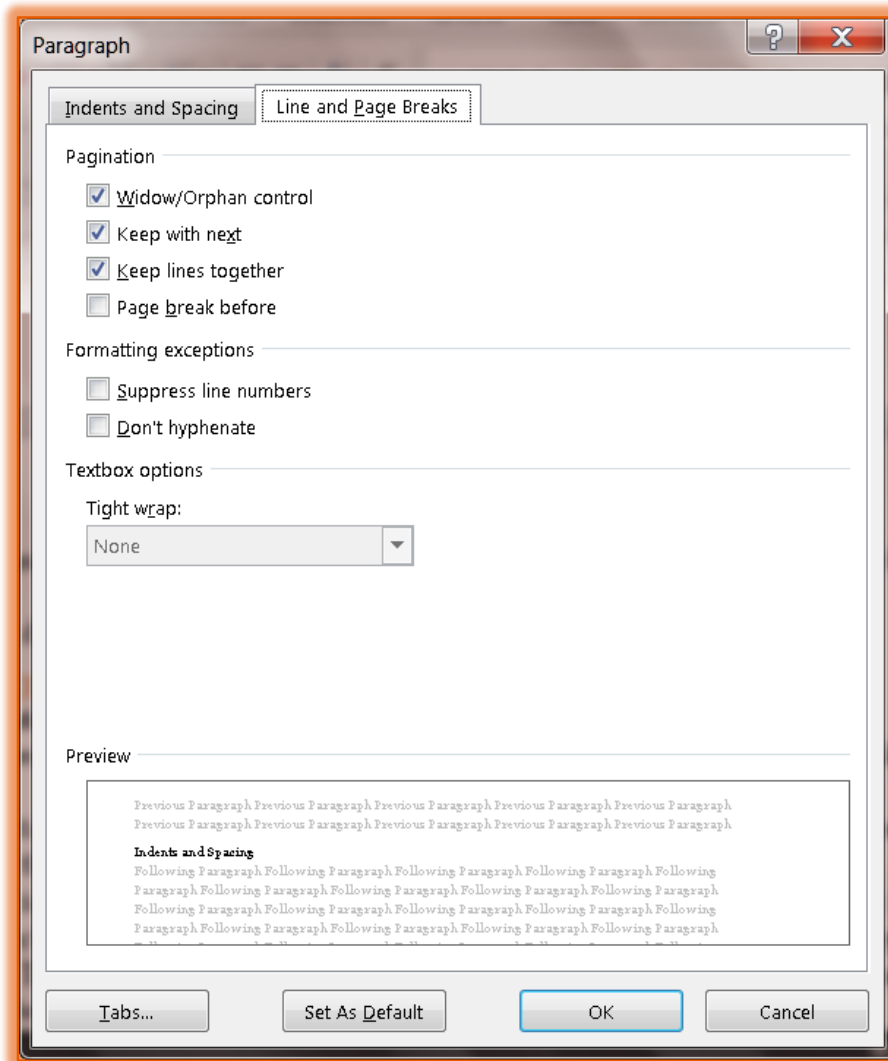 Paragraph
Indents and Spacing
Line and Page Breaks
Pagination
Widow/Orphan control
Keep with next
Keep lines together
Page break before
Formatting exceptions
Suppress line numbers
Don't hyphenate
Textbox options
Tight wrap:
None
Preview
Previous Paragraph Previous Paragraph Previous Paragraph Previous Paragraph Previous Paragraph
Previous Paragraph Previous Paragraph Previous Paragraph Previous Paragraph Previous Paragraph
Indents and Spacing
Following Paragraph Following Paragraph Following Paragraph Following Paragraph Following
Paragraph Following Paragraph Following Paragraph Following Paragraph Following Paragraph
Following Paragraph Following Paragraph Following Paragraph Following Paragraph Following
Paragraph Following Paragraph Following Paragraph Following Paragraph Following Paragraph
Tabs...
Set As Default
OK
Cancel